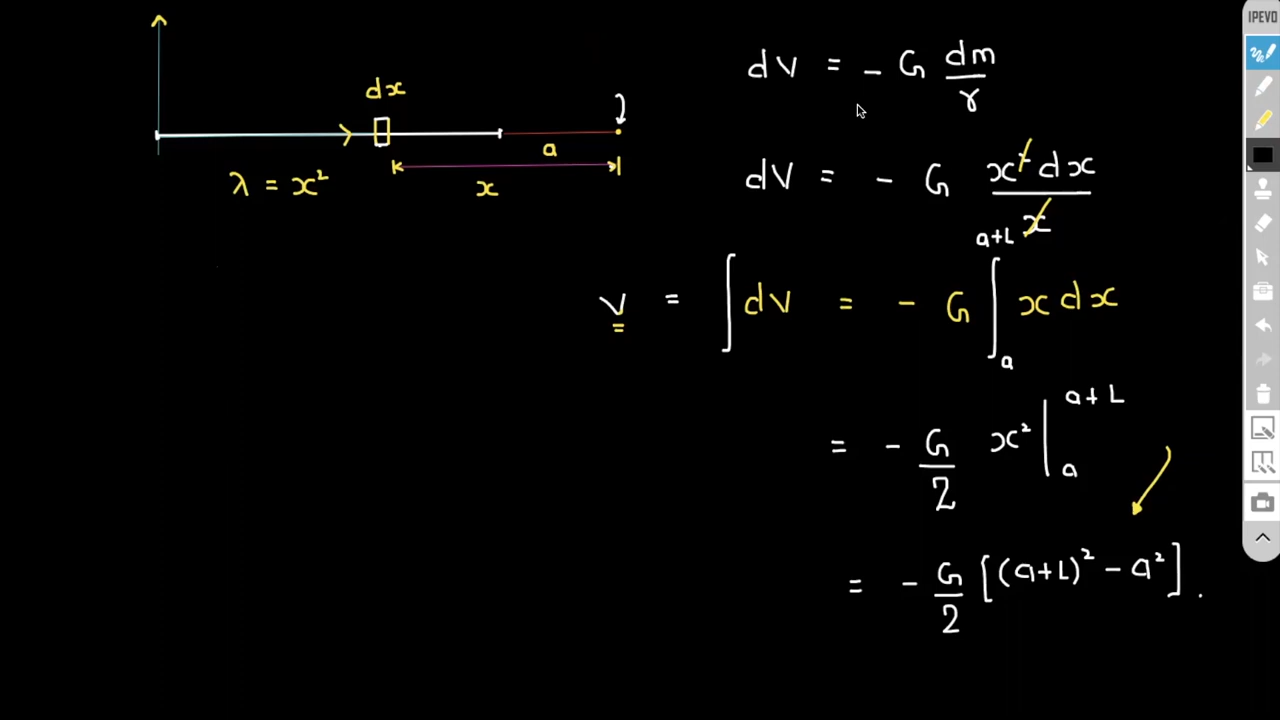 IPEVO
dx
a
λ = x²
x
dV = - G dm/r
dV = - G x² dx/x
V = ∫ dV = - G ∫ₐ^(a+L) x dx
= - G/2 x² |ₐ^(a+L)
= - G/2 [(a+L)² - a²].